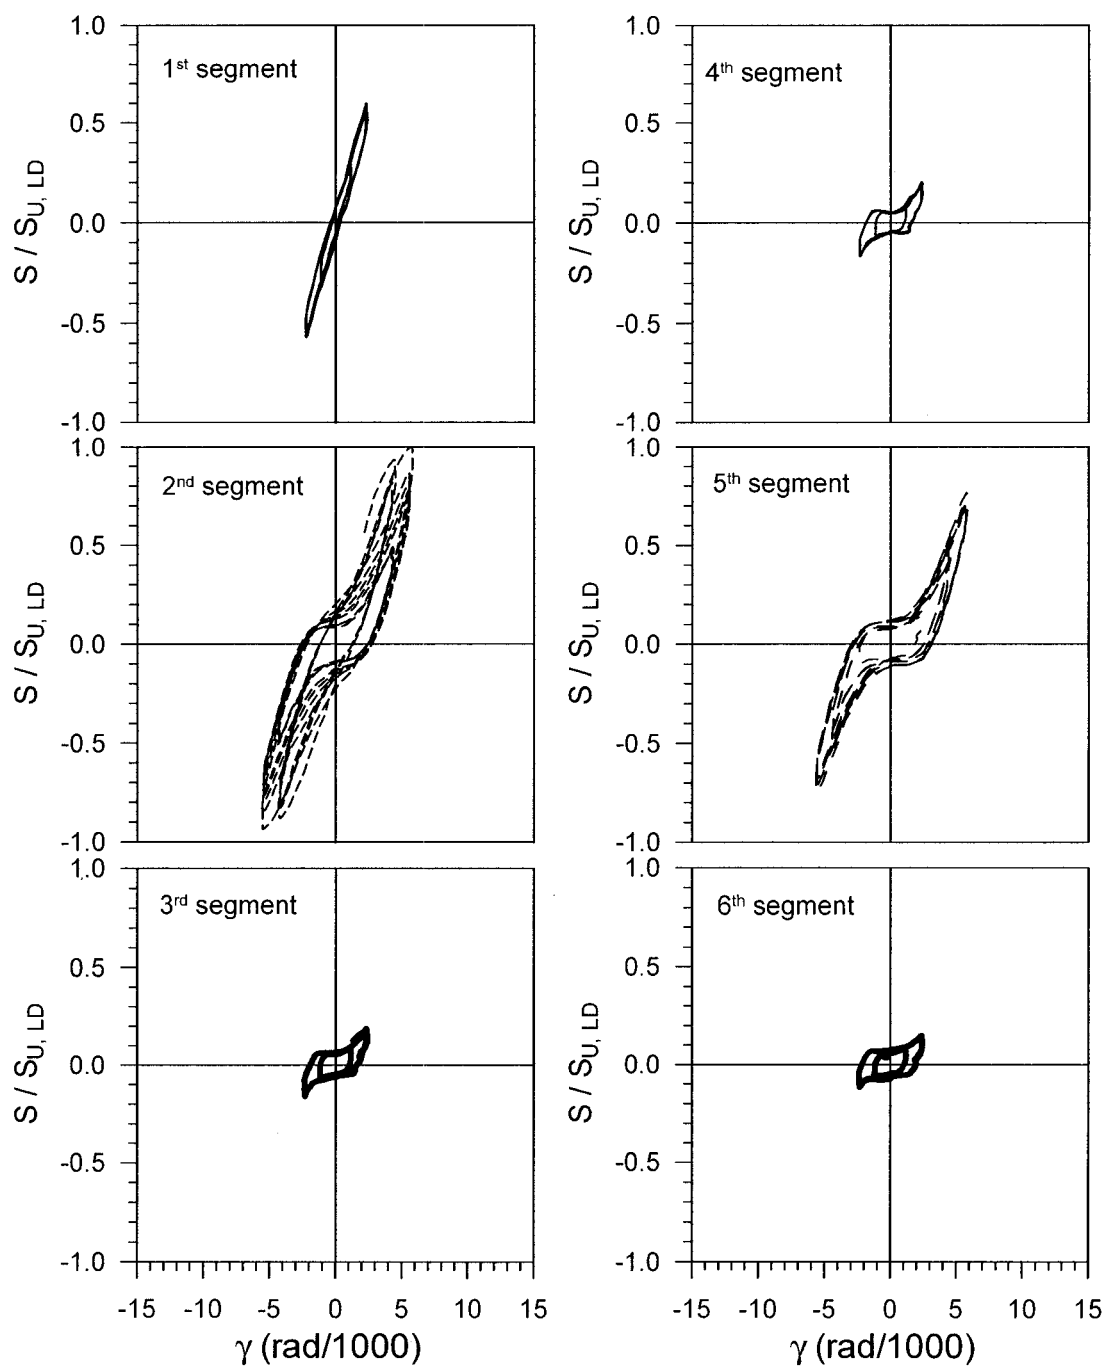 1.0
1st segment
0.5
0.0
-0.5
-1.0
S / SU, LD
1.0
4th segment
0.5
0.0
-0.5
-1.0
S / SU, LD
1.0
2nd segment
0.5
0.0
-0.5
-1.0
S / SU, LD
1.0
5th segment
0.5
0.0
-0.5
-1.0
S / SU, LD
1.0
3rd segment
0.5
0.0
-0.5
-1.0
S / SU, LD
-15 -10 -5 0 5 10 15
γ (rad/1000)
1.0
6th segment
0.5
0.0
-0.5
-1.0
S / SU, LD
-15 -10 -5 0 5 10 15
γ (rad/1000)